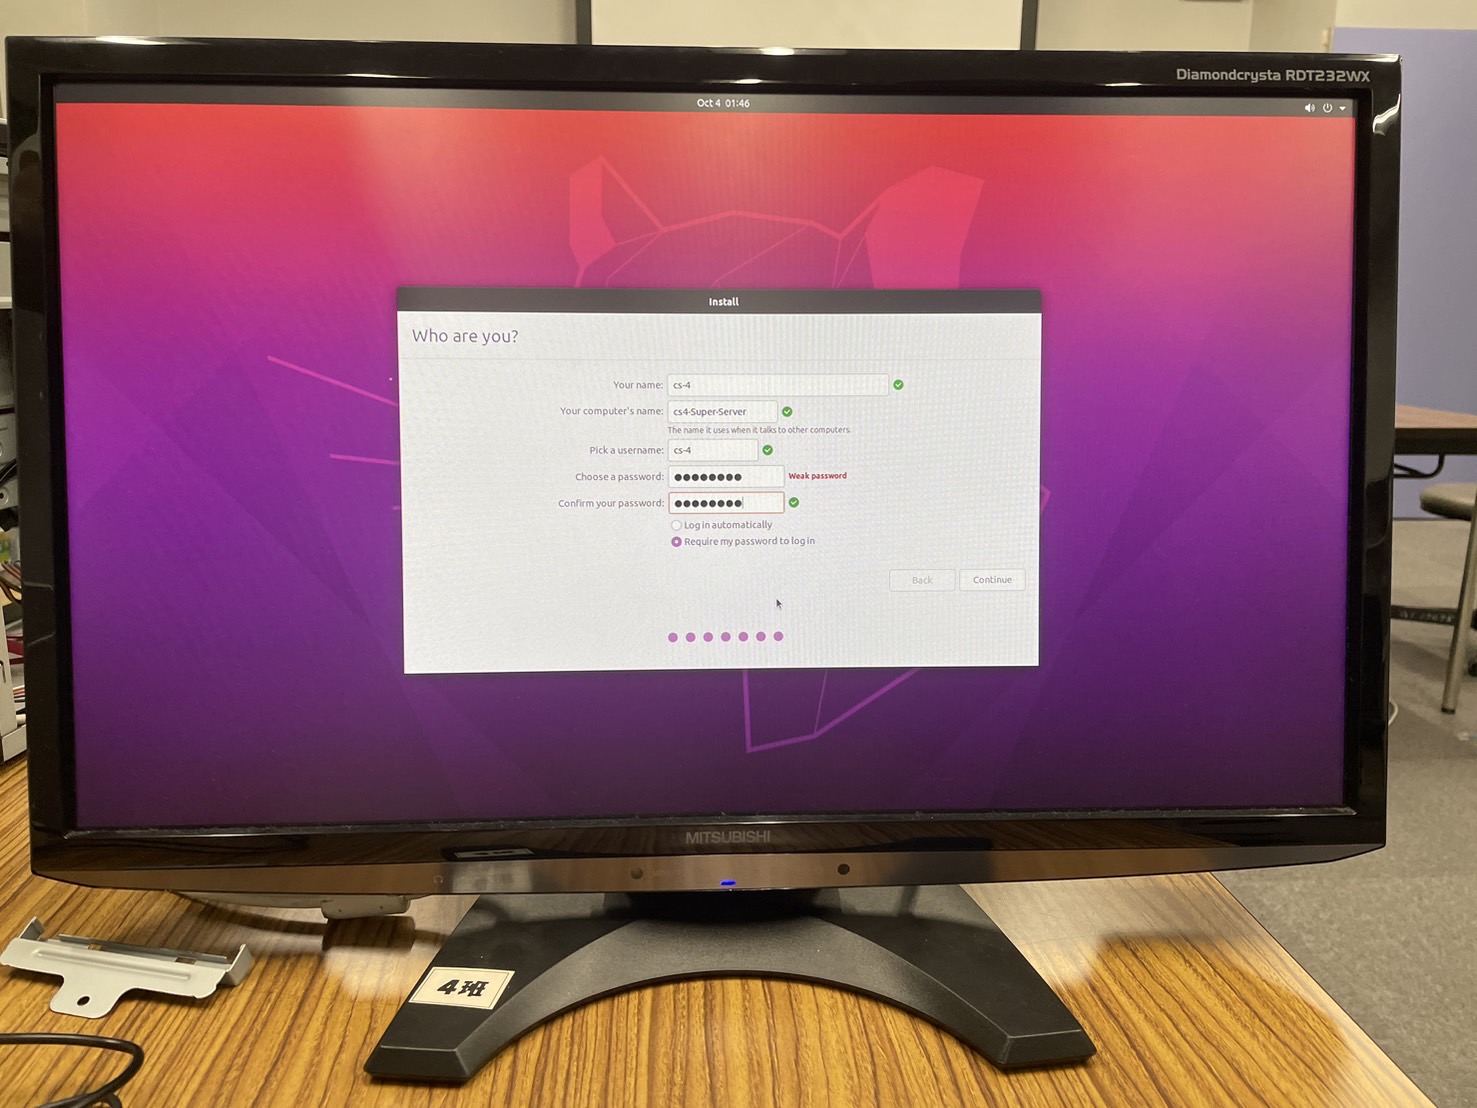 Diamondcrysta RDT232WX
Oct 4 01:46
Install
Who are you?
Your name: cs-4
Your computer's name: cs4-Super-Server
The name it uses when it talks to other computers.
Pick a username: cs-4
Choose a password: ●●●●●●●● Weak password
Confirm your password: ●●●●●●●●
Log in automatically
Require my password to log in
Back Continue
MITSUBISHI
4班